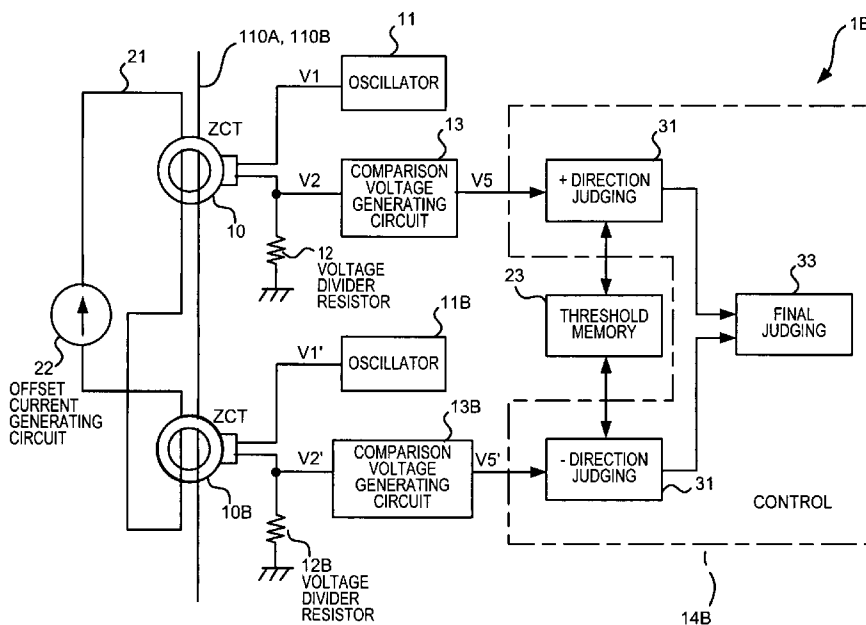 110A, 110B
11
1B
21
V1
OSCILLATOR
ZCT
13
31
V2
COMPARISON
VOLTAGE
GENERATING
CIRCUIT
V5
+ DIRECTION
JUDGING
10
12
VOLTAGE
DIVIDER
RESISTOR
23
THRESHOLD
MEMORY
33
FINAL
JUDGING
22
OFFSET
CURRENT
GENERATING
CIRCUIT
11B
V1'
OSCILLATOR
ZCT
13B
V2'
COMPARISON
VOLTAGE
GENERATING
CIRCUIT
V5'
- DIRECTION
JUDGING
31
CONTROL
10B
12B
VOLTAGE
DIVIDER
RESISTOR
14B